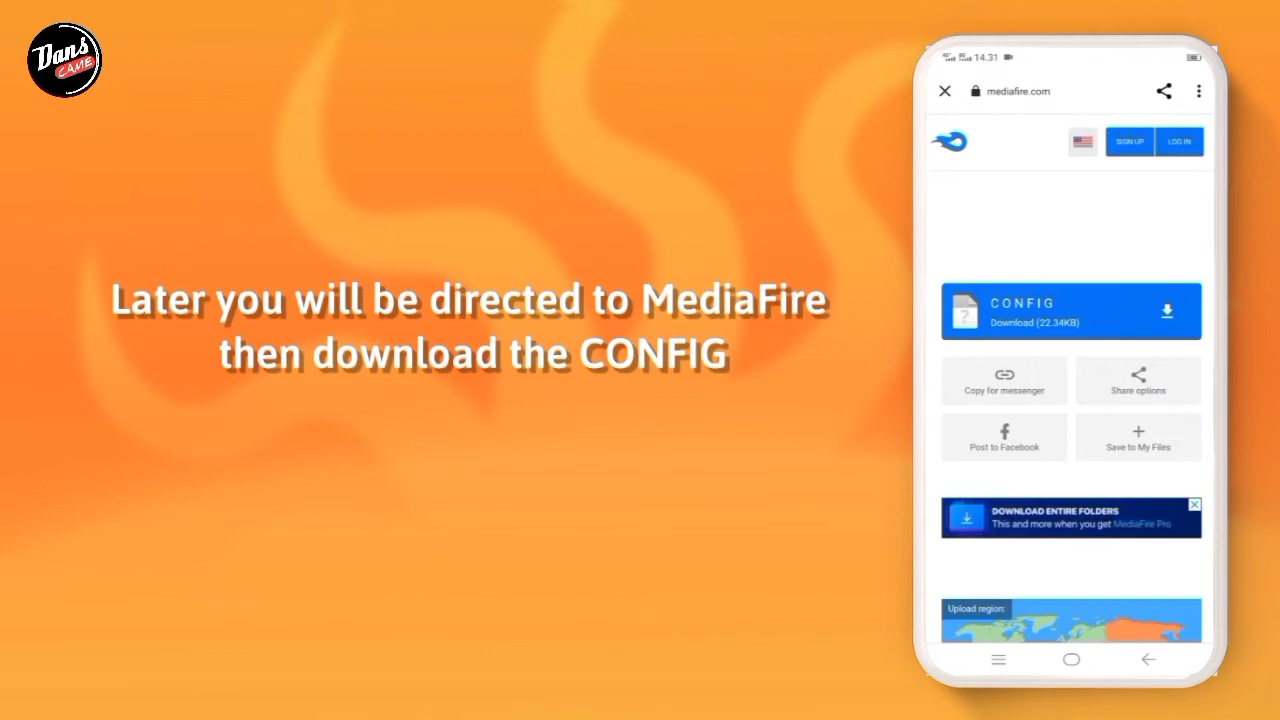 Dans
CAME
Later you will be directed to MediaFire
then download the CONFIG
14.31
mediafire.com
SIGN UP
LOG IN
CONFIG
Download (22.34KB)
Copy for messenger
Share options
Post to Facebook
Save to My Files
DOWNLOAD ENTIRE FOLDERS
This and more when you get MediaFire Pro
Upload region: